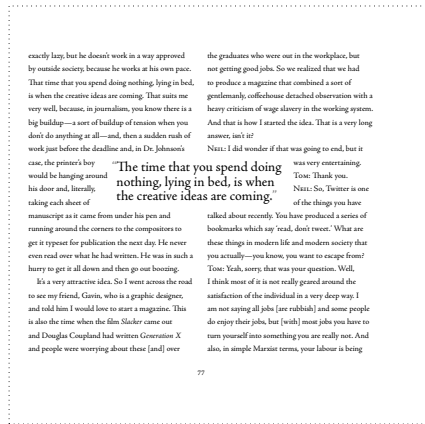 exactly lazy, but he doesn't work in a way approved
by outside society, because he works at his own pace.
That time that you spend doing nothing, lying in bed,
is when the creative ideas are coming. That suits me
very well, because, in journalism, you know there is a
big buildup—a sort of buildup of tension when you
don't do anything at all—and, then a sudden rush of
work just before the deadline and, in Dr. Johnson's
case, the printer's boy
would be hanging around
his door and, literally,
taking each sheet of
manuscript as it came from under his pen and
running around the corners to the compositors to
get it typeset for publication the next day. He never
even read over what he had written. He was in such a
hurry to get it all down and then go out boozing.
It's a very attractive idea. So I went across the road
to see my friend, Gavin, who is a graphic designer,
and told him I would love to start a magazine. This
is also the time when the film Slacker came out
and Douglas Coupland had written Generation X
and people were worrying about these [and] over
“The time that you spend doing
nothing, lying in bed, is when
the creative ideas are coming.”
the graduates who were out in the workplace, but
not getting good jobs. So we realized that we had
to produce a magazine that combined a sort of
gentlemanly, coffeehouse detached observation with a
heavy criticism of wage slavery in the working system.
And that is how I started the idea. That is a very long
answer, isn't it?
Neil: I did wonder if that was going to end, but it
was very entertaining.
Tom: Thank you.
Neil: So, Twitter is one
of the things you have
talked about recently. You have produced a series of
bookmarks which say 'read, don't tweet.' What are
these things in modern life and modern society that
you actually—you know, you want to escape from?
Tom: Yeah, sorry, that was your question. Well,
I think most of it is not really geared around the
satisfaction of the individual in a very deep way. I
am not saying all jobs [are rubbish] and some people
do enjoy their jobs, but [with] most jobs you have to
turn yourself into something you are really not. And
also, in simple Marxist terms, your labour is being
77